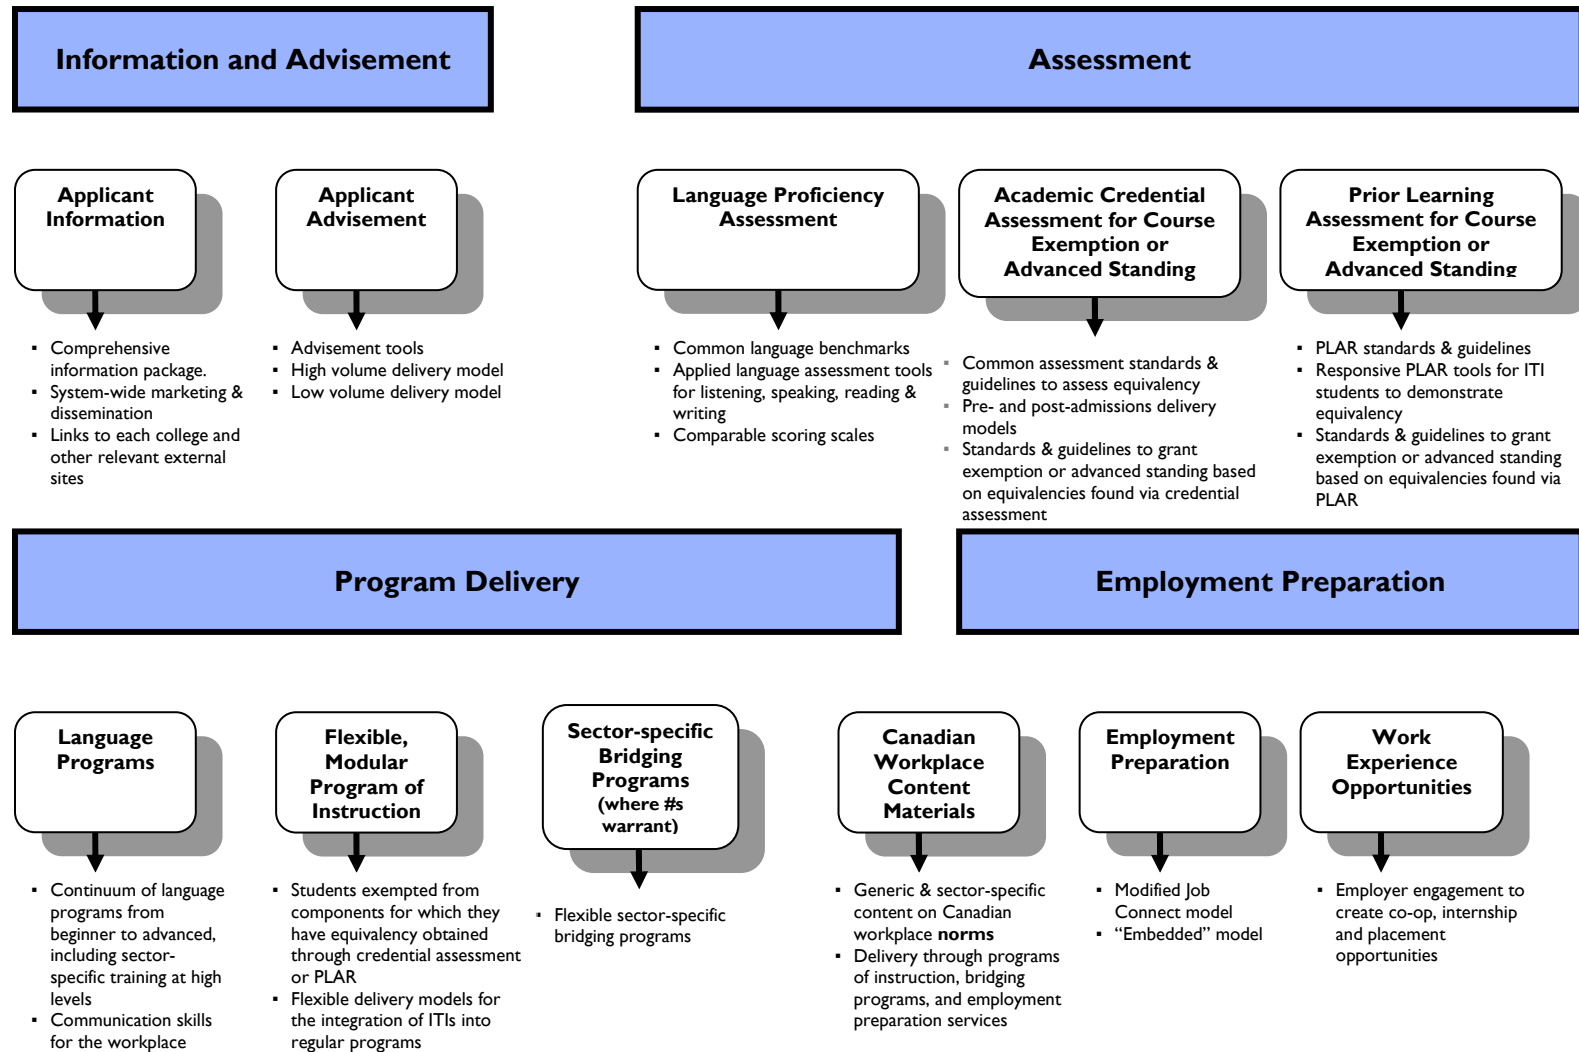 Information and Advisement
Assessment
Applicant
Information
Applicant
Advisement
Language Proficiency
Assessment
Academic Credential
Assessment for Course
Exemption or
Advanced Standing
Prior Learning
Assessment for Course
Exemption or
Advanced Standing
▪ Comprehensive
information package.
▪ System-wide marketing &
dissemination
▪ Links to each college and
other relevant external
sites
▪ Advisement tools
▪ High volume delivery model
▪ Low volume delivery model
▪ Common language benchmarks
▪ Applied language assessment tools
for listening, speaking, reading &
writing
▪ Comparable scoring scales
▪ Common assessment standards &
guidelines to assess equivalency
▪ Pre- and post-admissions delivery
models
▪ Standards & guidelines to grant
exemption or advanced standing based
on equivalencies found via credential
assessment
▪ PLAR standards & guidelines
▪ Responsive PLAR tools for ITI
students to demonstrate
equivalency
▪ Standards & guidelines to grant
exemption or advanced standing
based on equivalencies found via
PLAR
Program Delivery
Employment Preparation
Language
Programs
Flexible,
Modular
Program of
Instruction
Sector-specific
Bridging
Programs
(where #s
warrant)
Canadian
Workplace
Content
Materials
Employment
Preparation
Work
Experience
Opportunities
▪ Continuum of language
programs from
beginner to advanced,
including sector-
specific training at high
levels
▪ Communication skills
for the workplace
▪ Students exempted from
components for which they
have equivalency obtained
through credential assessment
or PLAR
▪ Flexible delivery models for
the integration of ITIs into
regular programs
▪ Flexible sector-specific
bridging programs
▪ Generic & sector-specific
content on Canadian
workplace norms
▪ Delivery through programs
of instruction, bridging
programs, and employment
preparation services
▪ Modified Job
Connect model
▪ “Embedded” model
▪ Employer engagement to
create co-op, internship
and placement
opportunities